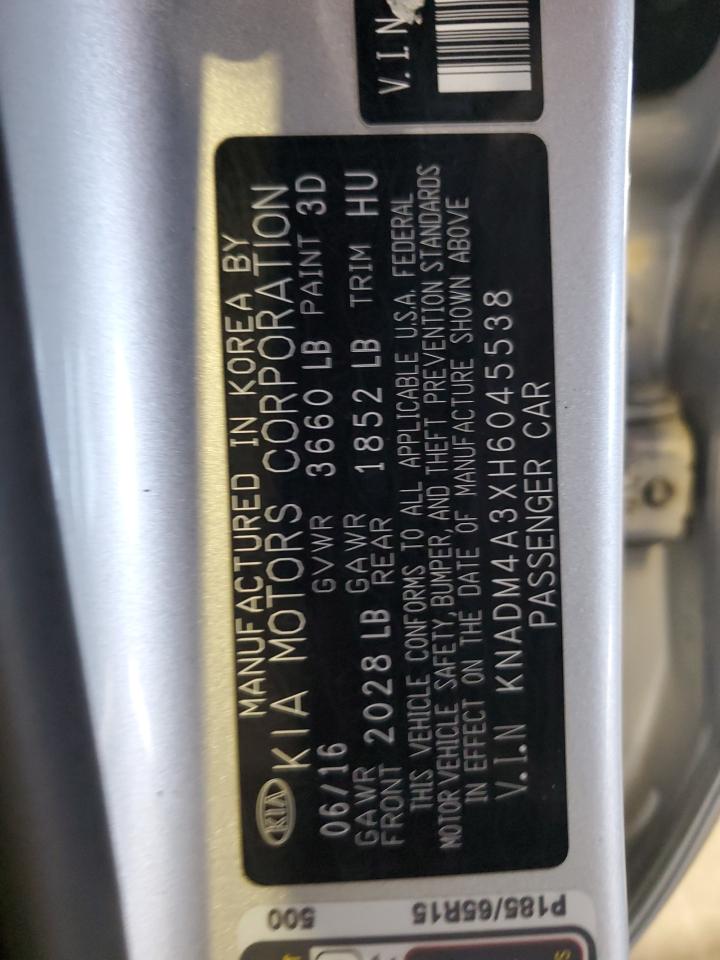 V.I.N
KIA
MANUFACTURED IN KOREA BY
KIA MOTORS CORPORATION
06/16 GVWR 3660 LB PAINT 3D
GAWR FRONT 2028 LB GAWR REAR 1852 LB TRIM HU
THIS VEHICLE CONFORMS TO ALL APPLICABLE U.S.A. FEDERAL
MOTOR VEHICLE SAFETY, BUMPER, AND THEFT PREVENTION STANDARDS
IN EFFECT ON THE DATE OF MANUFACTURE SHOWN ABOVE
V.I.N KNADM4A3XH6045538
PASSENGER CAR
P185/65R15
500